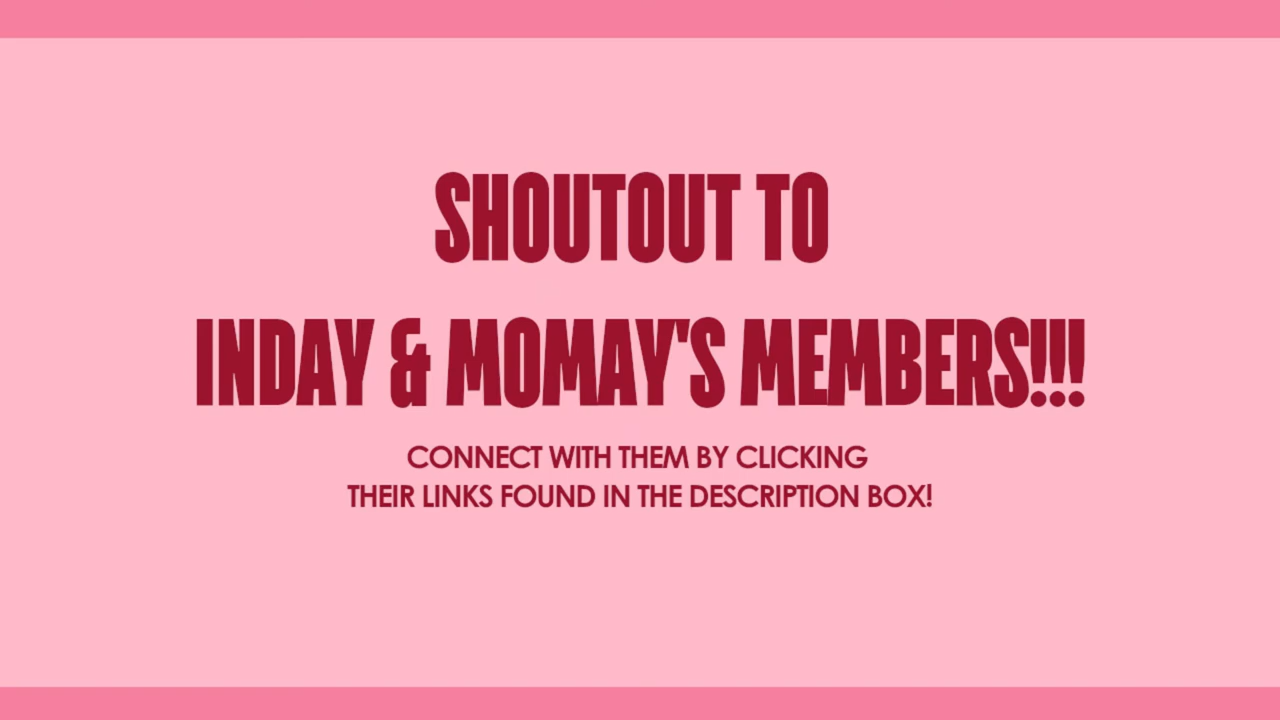 SHOUTOUT TO
INDAY & MOMAY'S MEMBERS!!!
CONNECT WITH THEM BY CLICKING
THEIR LINKS FOUND IN THE DESCRIPTION BOX!